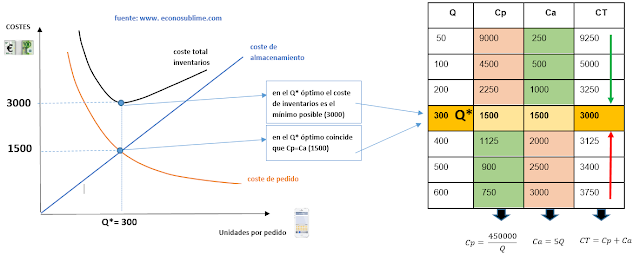 fuente: www. econosublime.com
COSTES
coste total
inventarios
coste de
almacenamiento
3000
1500
en el Q* óptimo el coste
de inventarios es el
mínimo posible (3000)
en el Q* óptimo coincide
que Cp=Ca (1500)
coste de pedido
Q*= 300
Unidades por pedido
Q Cp Ca CT
50 9000 250 9250
100 4500 500 5000
200 2250 1000 3250
300 Q* 1500 1500 3000
400 1125 2000 3125
500 900 2500 3400
600 750 3000 3750
Cp = 450000/Q Ca = 5Q CT = Cp + Ca